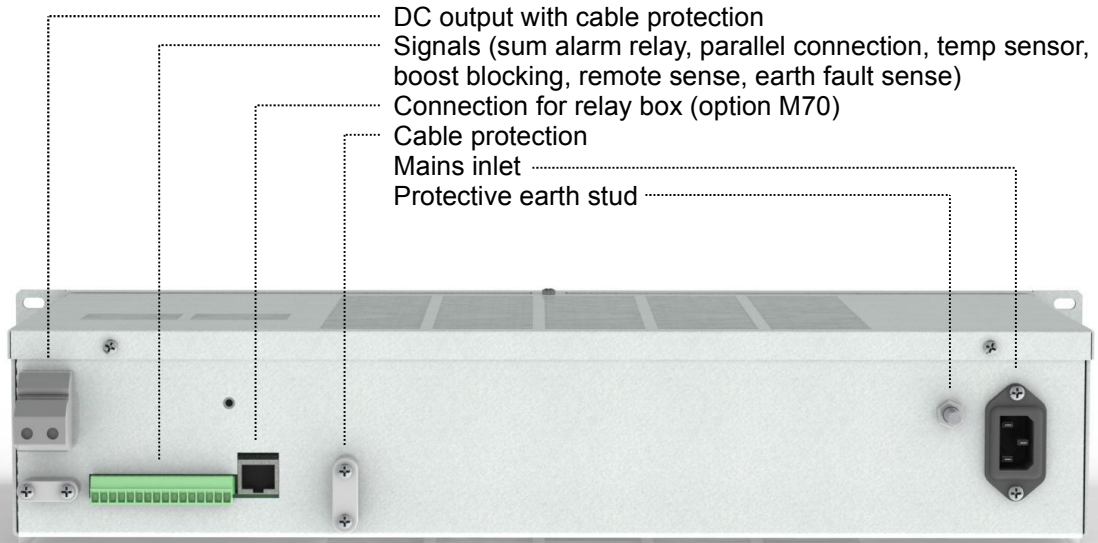 DC output with cable protection
Signals (sum alarm relay, parallel connection, temp sensor,
boost blocking, remote sense, earth fault sense)
Connection for relay box (option M70)
Cable protection
Mains inlet
Protective earth stud